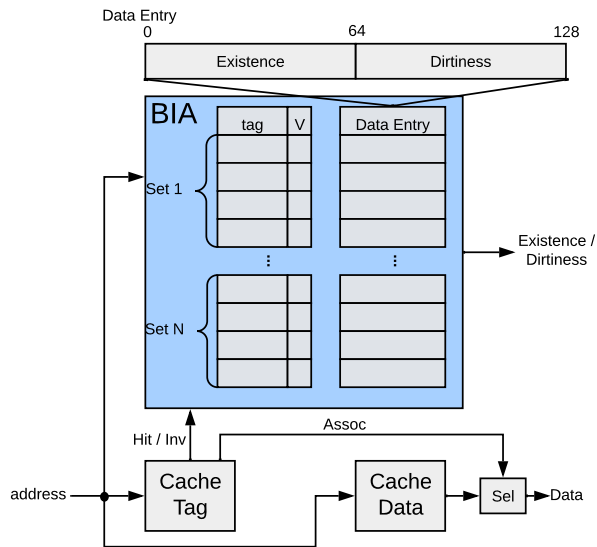 Data Entry
0 64 128
Existence Dirtiness
BIA
tag V Data Entry
Set 1
...
...
Existence /
Dirtiness
Set N
Hit / Inv
Assoc
address
Cache
Tag
Cache
Data
Sel
Data